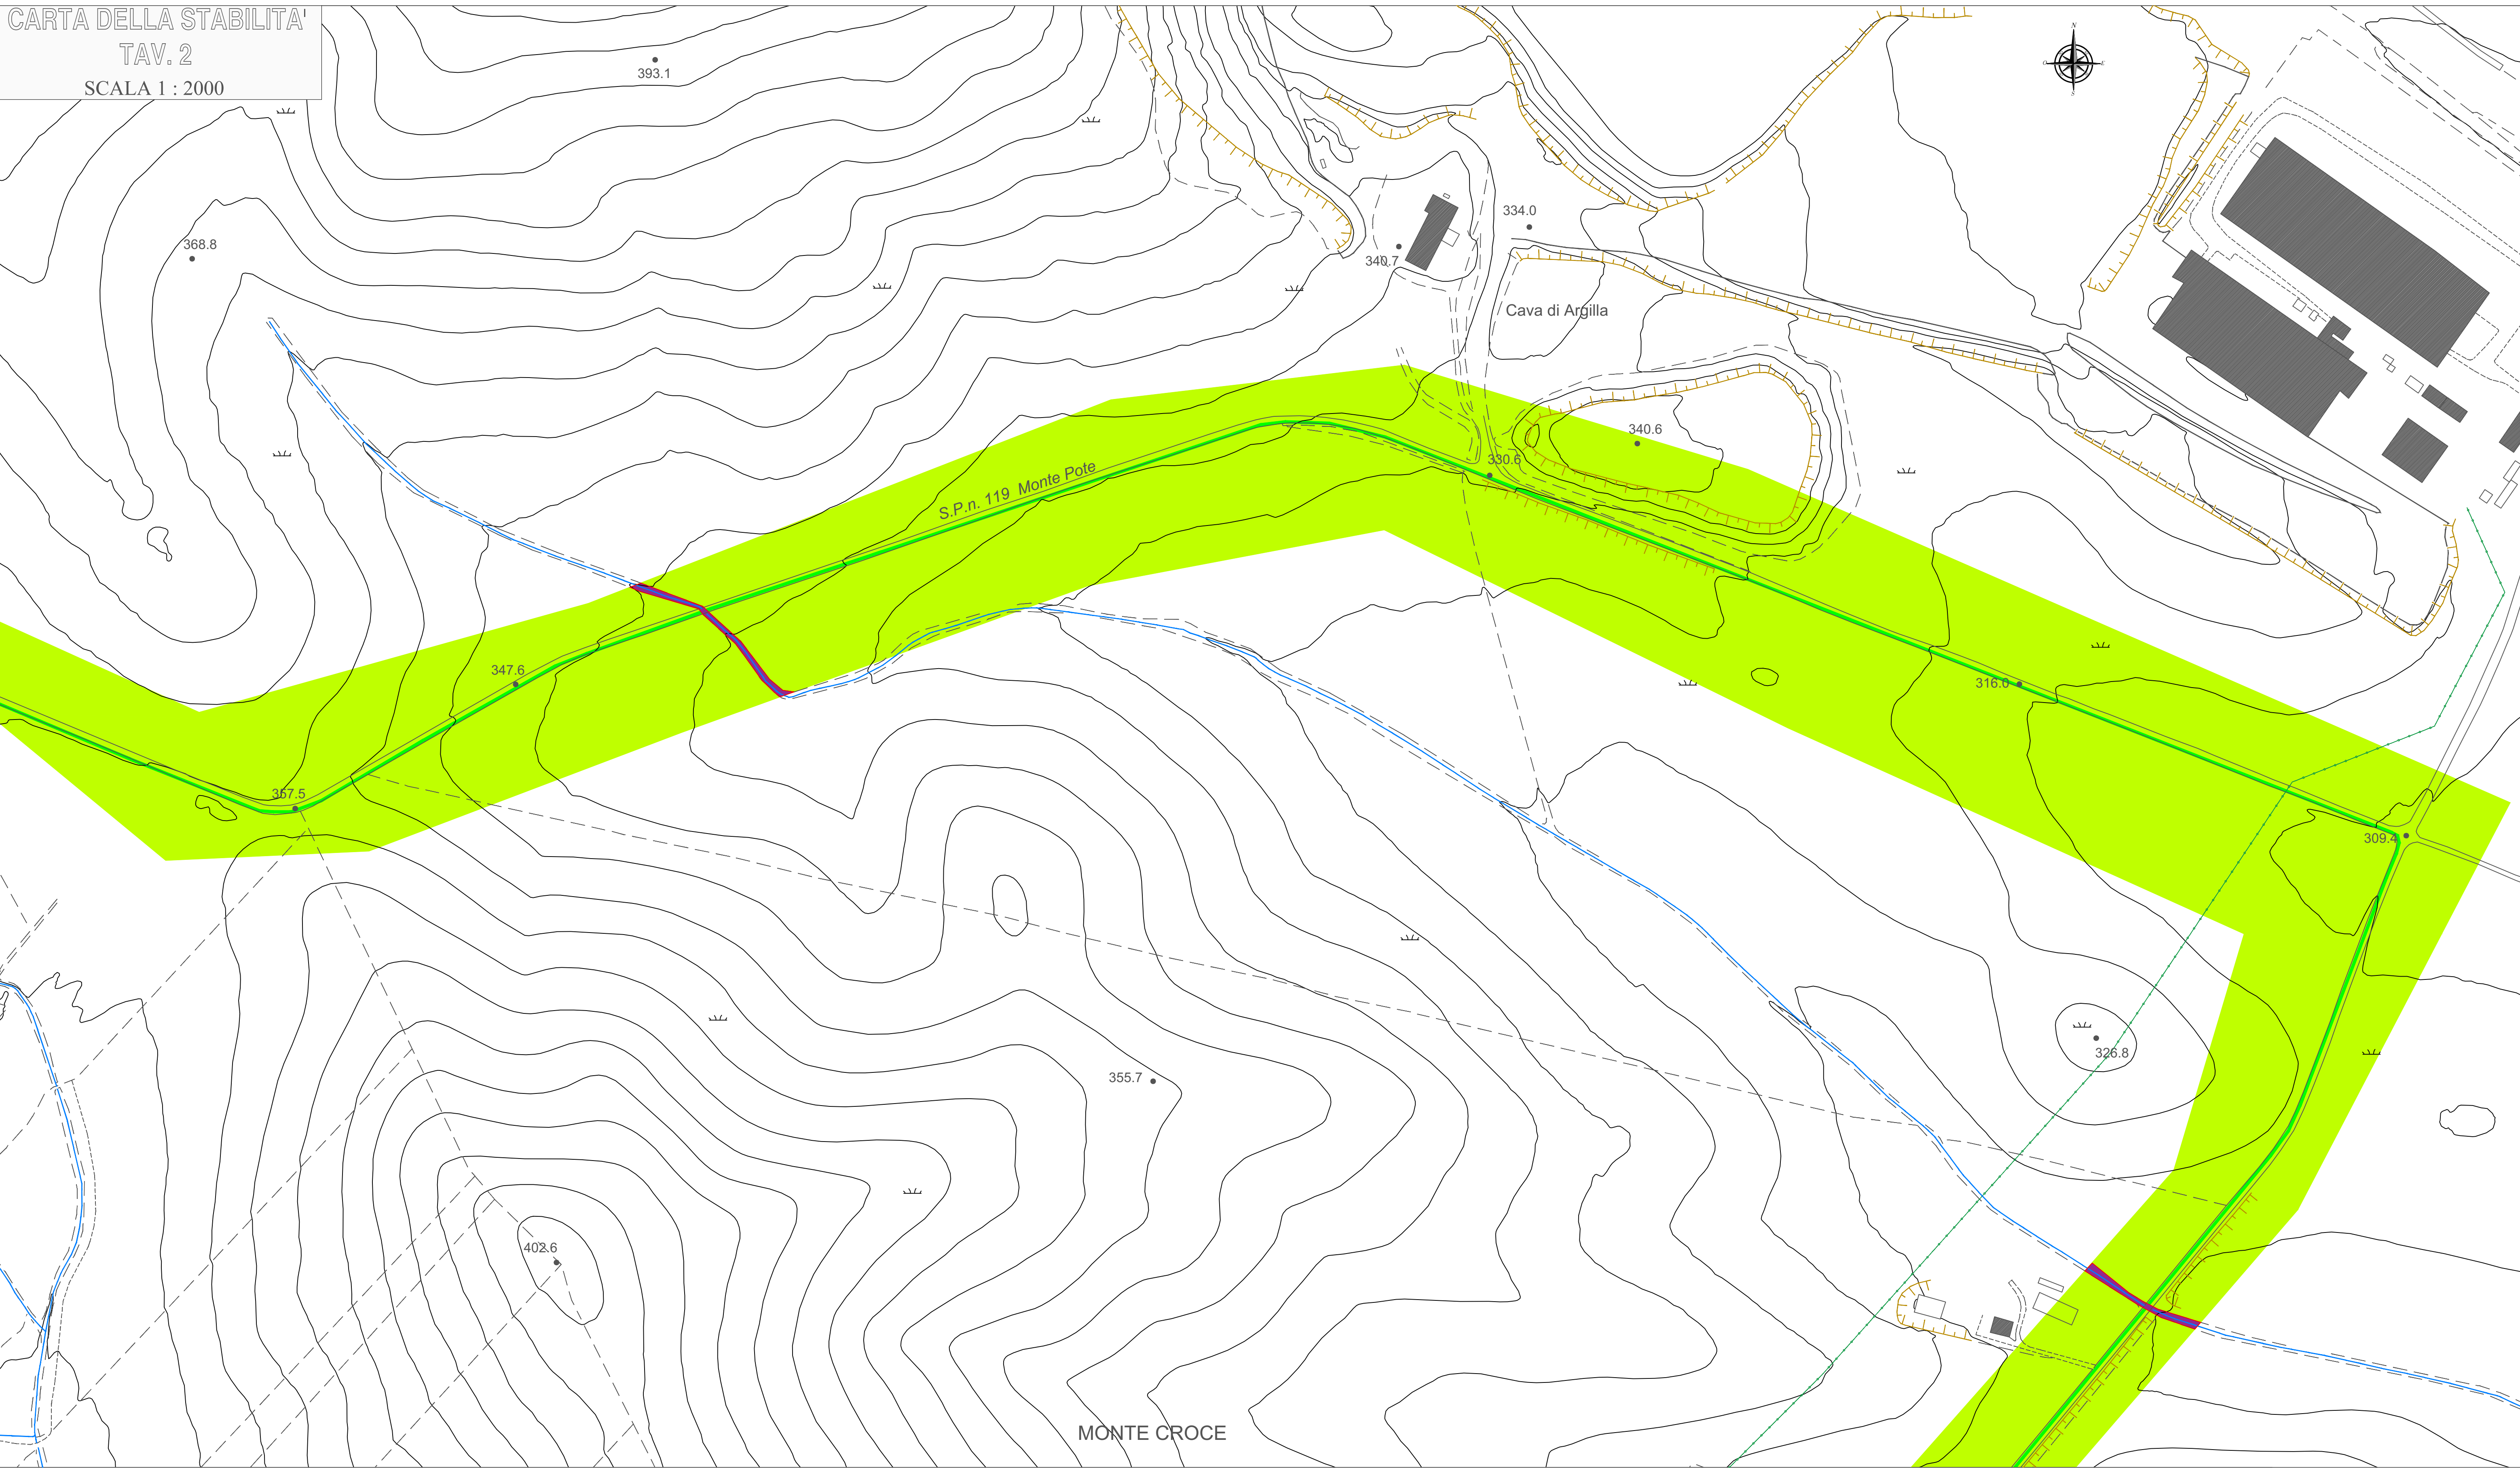 CARTA DELLA STABILITA'
TAV. 2
SCALA 1 : 2000
393.1
N
O
E
S
368.8
334.0
340.7
Cava di Argilla
340.6
330.6
S.P.n. 119 Monte Pote
347.6
316.0
357.5
309.4
326.8
355.7
402.6
MONTE CROCE